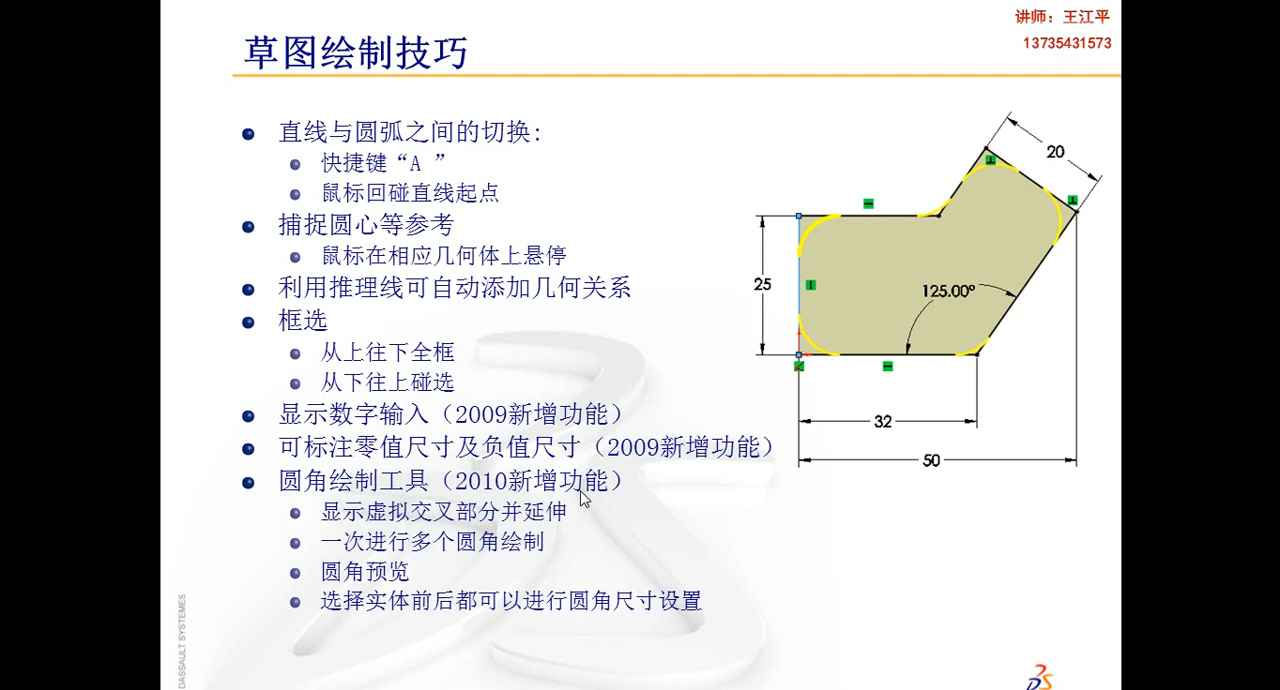 讲师：王江平
13735431573
草图绘制技巧
直线与圆弧之间的切换:
快捷键“A ”
鼠标回碰直线起点
捕捉圆心等参考
鼠标在相应几何体上悬停
利用推理线可自动添加几何关系
框选
从上往下全框
从下往上碰选
显示数字输入（2009新增功能）
可标注零值尺寸及负值尺寸（2009新增功能）
圆角绘制工具（2010新增功能）
显示虚拟交叉部分并延伸
一次进行多个圆角绘制
圆角预览
选择实体前后都可以进行圆角尺寸设置
20
25
125.00°
32
50
DASSAULT SYSTEMES
DS